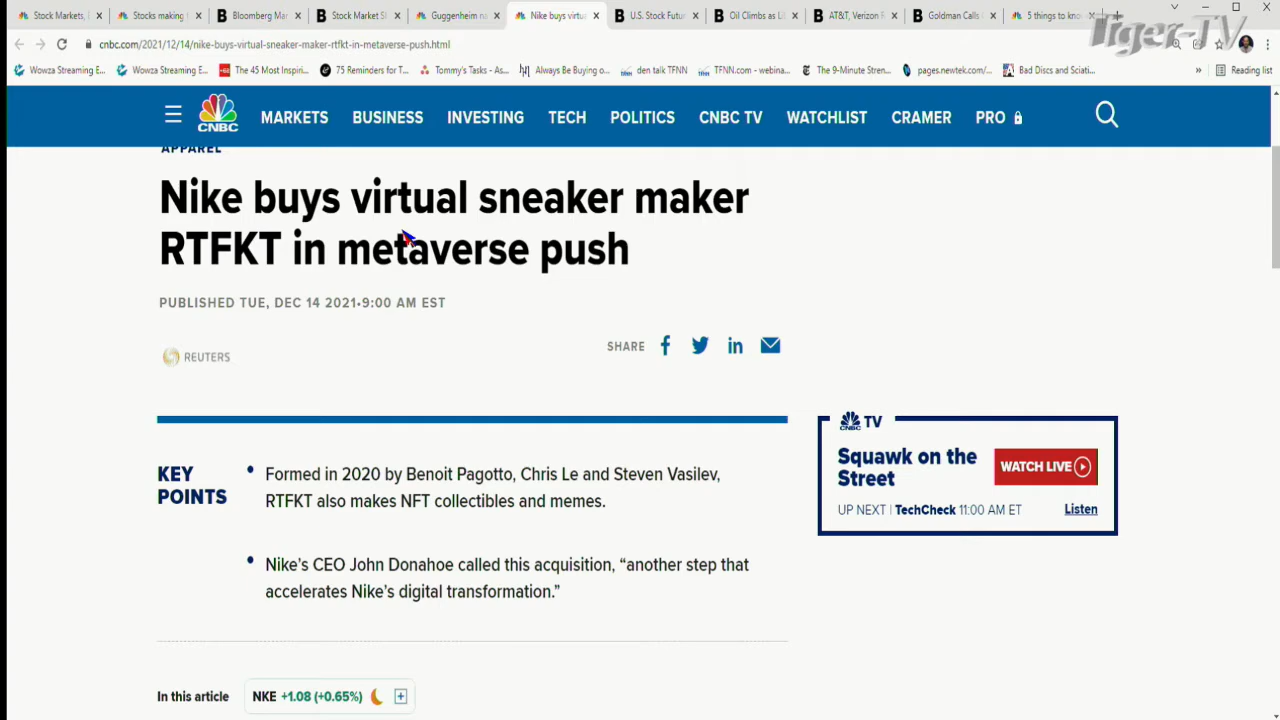 Stock Markets,
Stocks making
Bloomberg Mar
Stock Market Sl
Guggenheim no
Nike buys virtu
U.S. Stock Futur
Oil Climbs as Li
AT&T, Verizon R
Goldman Calls
5 things to kno
Tiger-TV
cnbc.com/2021/12/14/nike-buys-virtual-sneaker-maker-rtfkt-in-metaverse-push.html
Wowza Streaming E...
Wowza Streaming E...
The 45 Most Inspiri...
75 Reminders for T...
Tommy's Tasks - As...
Always Be Buying o...
den talk TFNN
TFNN.com - webina...
The 9-Minute Stren...
pages.newtek.com/...
Bad Discs and Sciati...
»
Reading list
CNBC
MARKETS
BUSINESS
INVESTING
TECH
POLITICS
CNBC TV
WATCHLIST
CRAMER
PRO
APPAREL
Nike buys virtual sneaker maker
RTFKT in metaverse push
PUBLISHED TUE, DEC 14 2021•9:00 AM EST
REUTERS
SHARE
KEY
POINTS
• Formed in 2020 by Benoit Pagotto, Chris Le and Steven Vasilev,
RTFKT also makes NFT collectibles and memes.
• Nike’s CEO John Donahoe called this acquisition, “another step that
accelerates Nike’s digital transformation.”
CNBC TV
Squawk on the
Street
WATCH LIVE
UP NEXT | TechCheck 11:00 AM ET
Listen
In this article
NKE +1.08 (+0.65%)